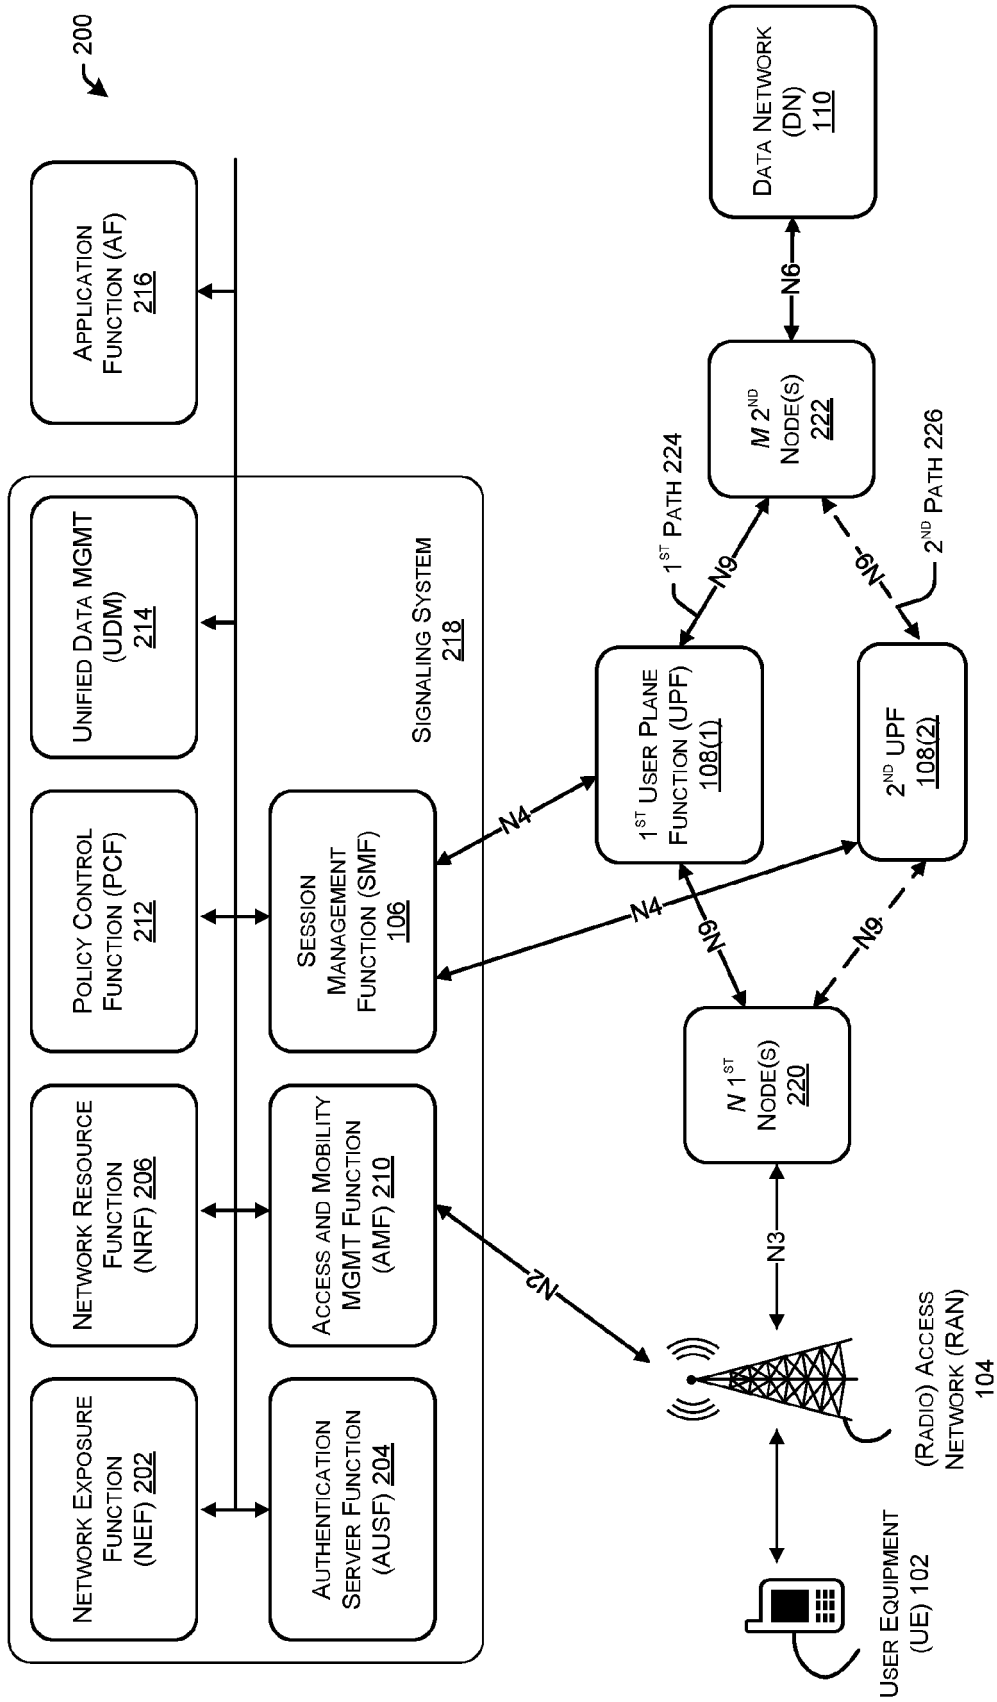 200
NETWORK EXPOSURE
FUNCTION
(NEF) 202
NETWORK RESOURCE
FUNCTION
(NRF) 206
POLICY CONTROL
FUNCTION (PCF)
212
UNIFIED DATA MGMT
(UDM)
214
APPLICATION
FUNCTION (AF)
216
AUTHENTICATION
SERVER FUNCTION
(AUSF) 204
ACCESS AND MOBILITY
MGMT FUNCTION
(AMF) 210
SESSION
MANAGEMENT
FUNCTION (SMF)
106
SIGNALING SYSTEM
218
N2
N4
N4
1ST USER PLANE
FUNCTION (UPF)
108(1)
1ST PATH 224
N9
N9
N 1ST
NODE(S)
220
M 2ND
NODE(S)
222
DATA NETWORK
(DN)
110
N3
N6
N9
N9
2ND UPF
108(2)
2ND PATH 226
USER EQUIPMENT
(UE) 102
(RADIO) ACCESS
NETWORK (RAN)
104